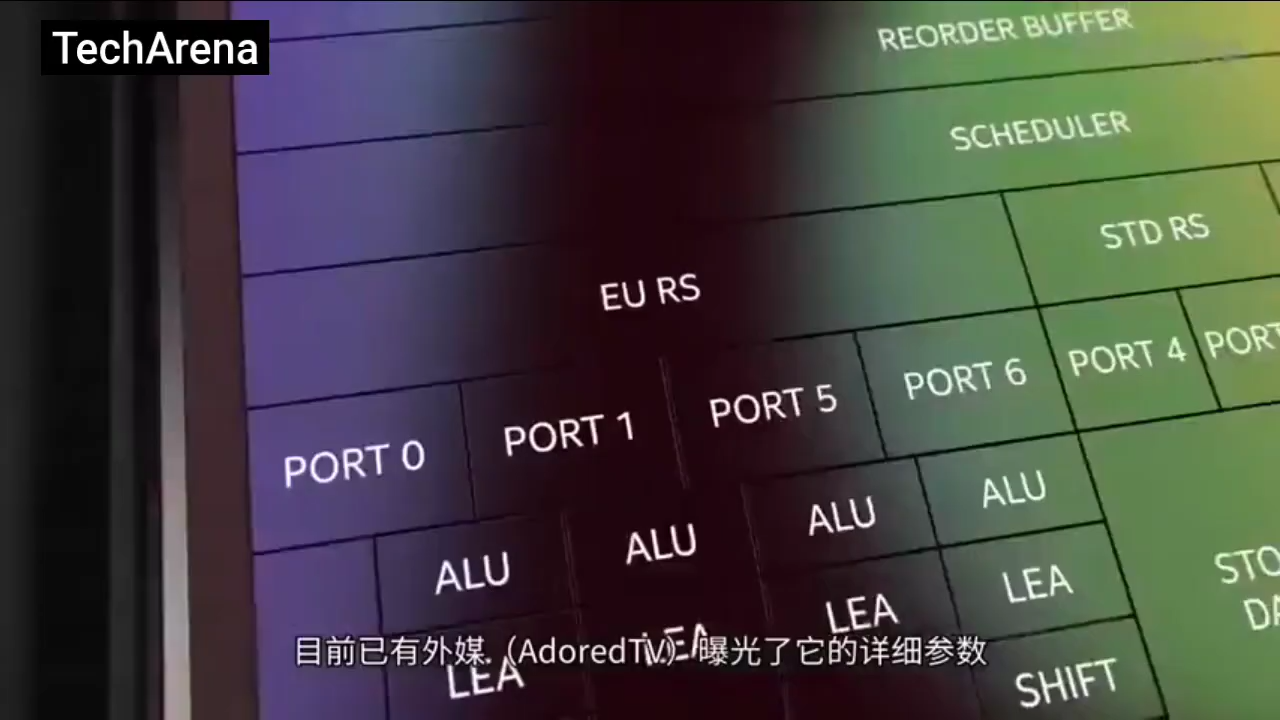 TechArena
REORDER BUFFER
SCHEDULER
STD RS
EU RS
PORT 0
PORT 1
PORT 5
PORT 6
PORT 4
PORT
ALU
ALU
ALU
ALU
LEA
LEA
LEA
LEA
SHIFT
目前已有外媒（AdoredTV）曝光了它的详细参数